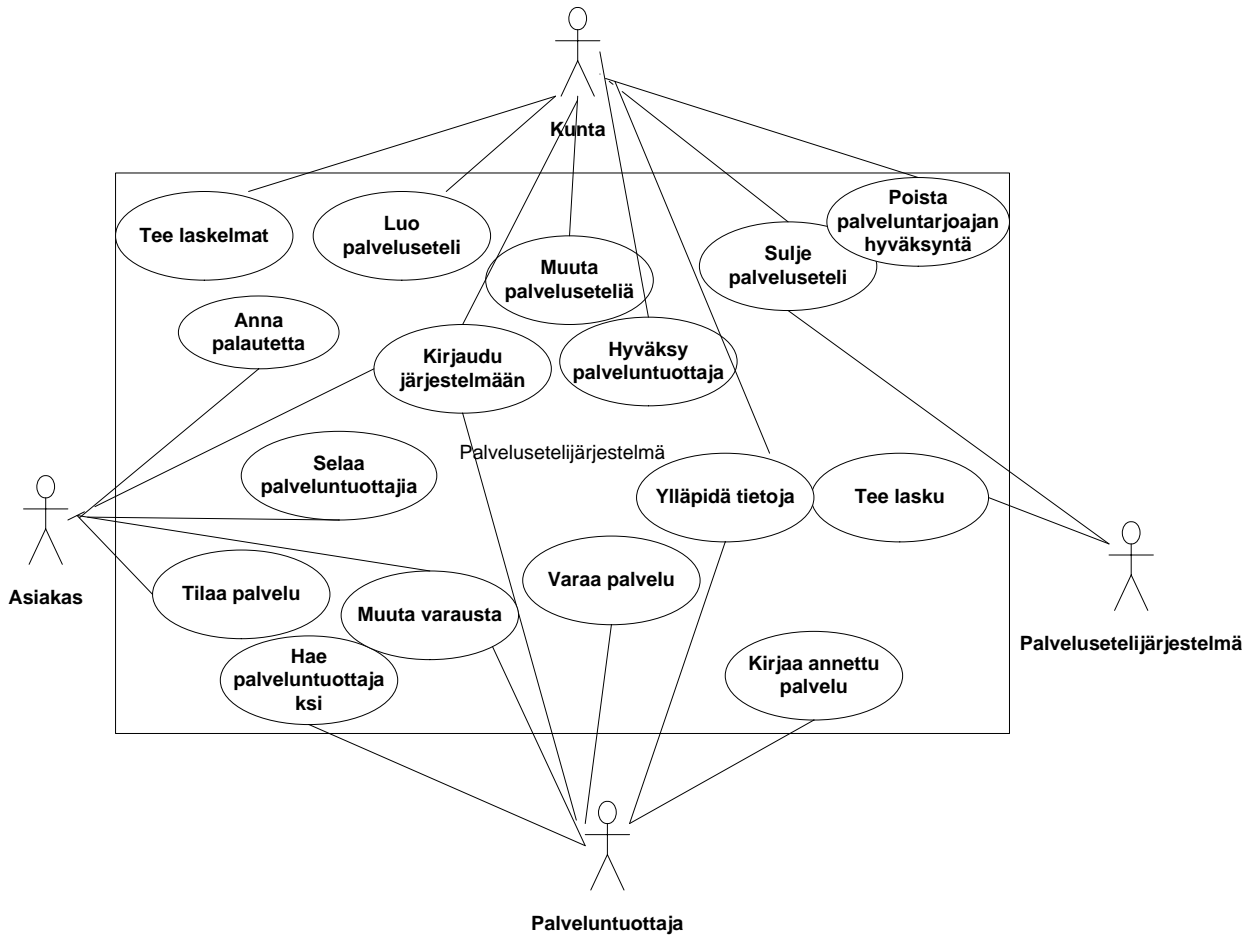 Kunta
Tee laskelmat
Luo
palveluseteli
Muuta
palveluseteliä
Sulje
palveluseteli
Poista
palveluntarjoajan
hyväksyntä
Anna
palautetta
Kirjaudu
järjestelmään
Hyväksy
palveluntuottaja
Palvelusetelijärjestelmä
Selaa
palveluntuottajia
Ylläpidä tietoja
Tee lasku
Asiakas
Tilaa palvelu
Muuta varausta
Varaa palvelu
Palvelusetelijärjestelmä
Hae
palveluntuottaja
ksi
Kirjaa annettu
palvelu
Palveluntuottaja